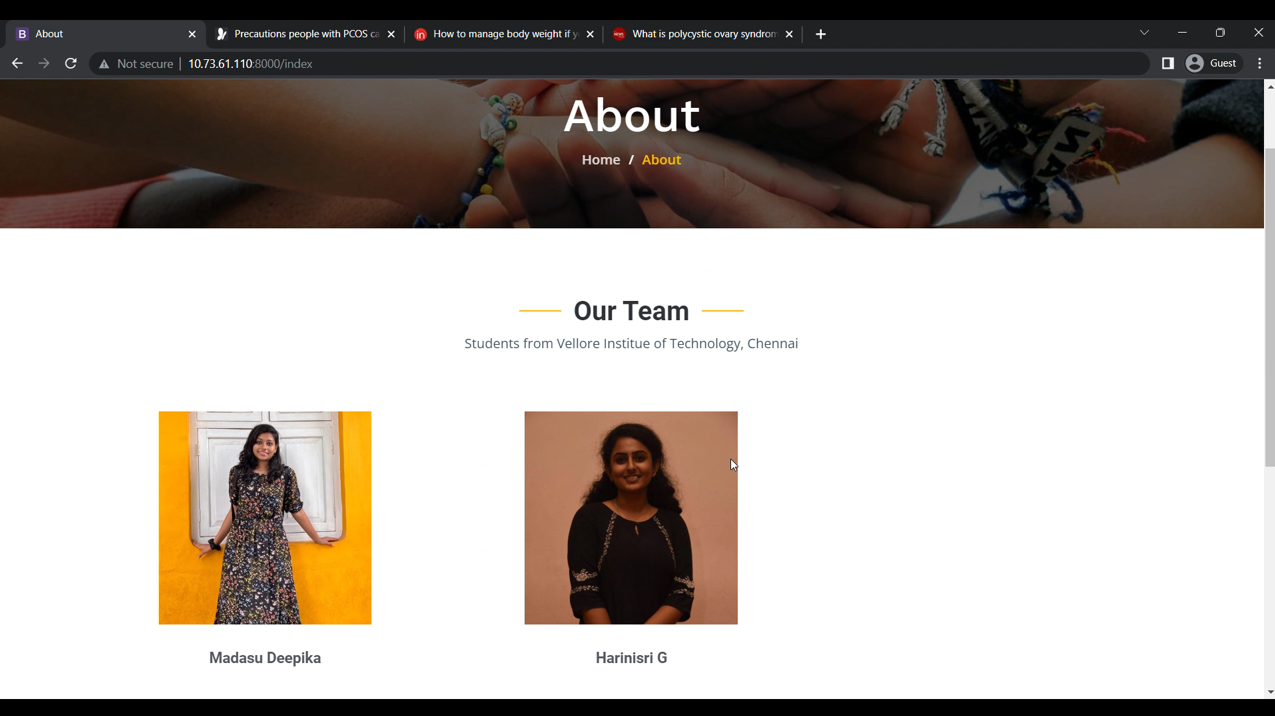 About
Precautions people with PCOS ca
How to manage body weight if y
What is polycystic ovary syndrom
Not secure
10.73.61.110:8000/index
Guest
About
Home / About
Our Team
Students from Vellore Institue of Technology, Chennai
Madasu Deepika
Harinisri G